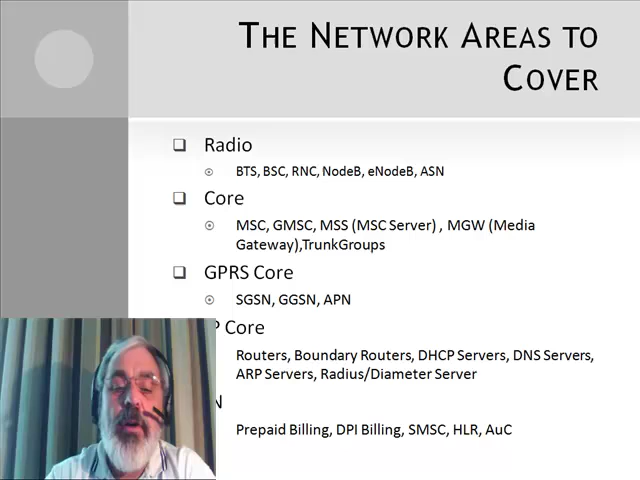 THE NETWORK AREAS TO
COVER
Radio
BTS, BSC, RNC, NodeB, eNodeB, ASN
Core
MSC, GMSC, MSS (MSC Server) , MGW (Media
Gateway),TrunkGroups
GPRS Core
SGSN, GGSN, APN
P Core
Routers, Boundary Routers, DHCP Servers, DNS Servers,
ARP Servers, Radius/Diameter Server
N
Prepaid Billing, DPI Billing, SMSC, HLR, AuC